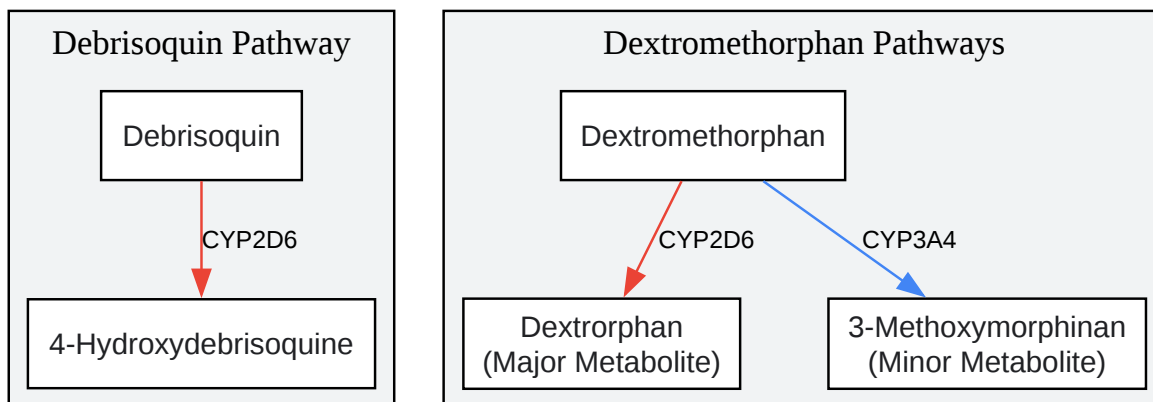 Debrisoquin Pathway
Debrisoquin
CYP2D6
4-Hydroxydebrisoquine
Dextromethorphan Pathways
Dextromethorphan
CYP2D6
CYP3A4
Dextrorphan
(Major Metabolite)
3-Methoxymorphinan
(Minor Metabolite)